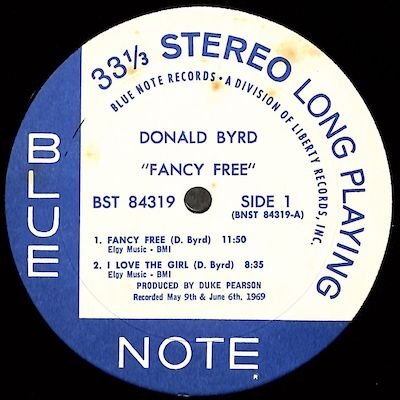 33⅓ STEREO LONG PLAYING
BLUE NOTE RECORDS • A DIVISION OF LIBERTY RECORDS, INC.
DONALD BYRD
"FANCY FREE"
BST 84319 SIDE 1
(BNST 84319-A)
1. FANCY FREE (D. Byrd) 11:50
Elgy Music - BMI
2. I LOVE THE GIRL (D. Byrd) 8:35
Elgy Music - BMI
PRODUCED BY DUKE PEARSON
Recorded May 9th & June 6th, 1969
BLUE
NOTE